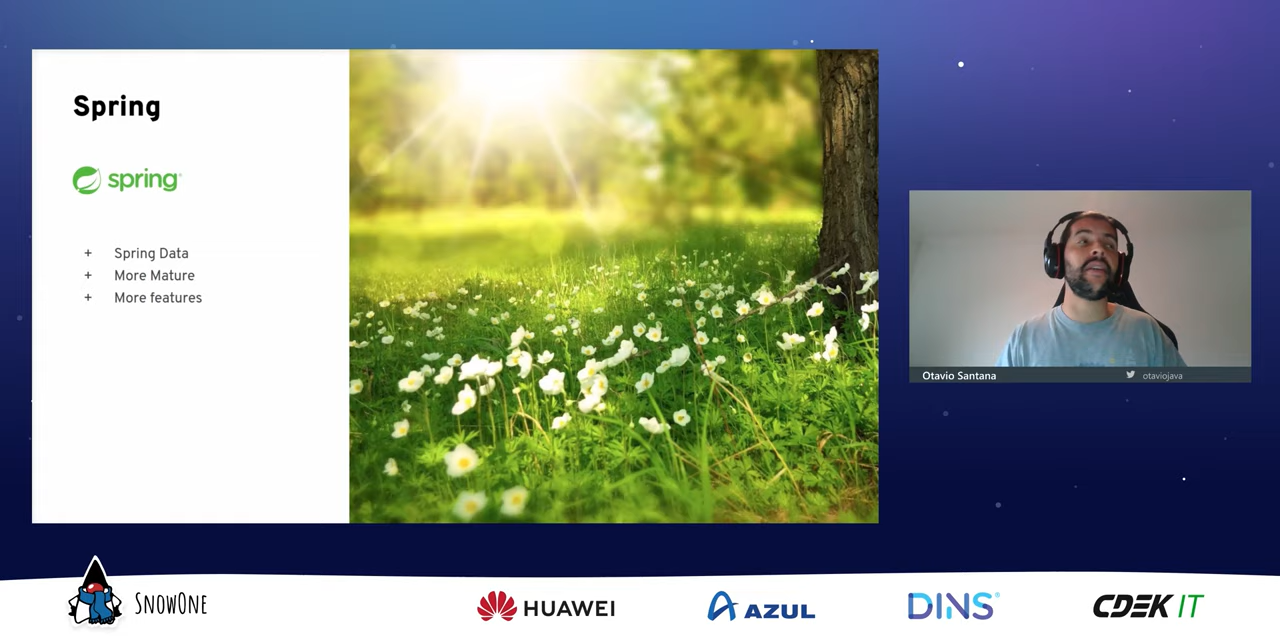 Spring
spring
+ Spring Data
+ More Mature
+ More features
Otavio Santana
otaviojava
SNOWONE
HUAWEI
AZUL
DINS
CDEK IT